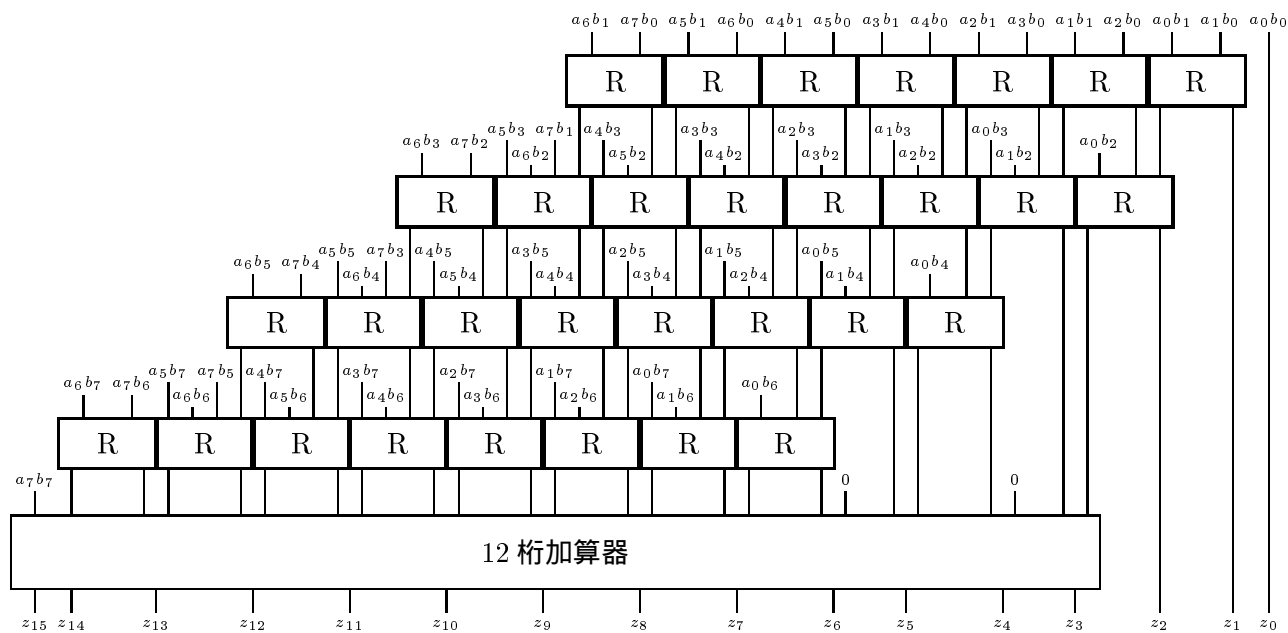 a₆b₁ a₇b₀ a₅b₁ a₆b₀ a₄b₁ a₅b₀ a₃b₁ a₄b₀ a₂b₁ a₃b₀ a₁b₁ a₂b₀ a₀b₁ a₁b₀ a₀b₀
R R R R R R R
a₅b₃ a₇b₁ a₄b₃ a₃b₃ a₂b₃ a₁b₃ a₀b₃
a₆b₃ a₇b₂ a₀b₂
a₆b₂ a₅b₂ a₄b₂ a₃b₂ a₂b₂ a₁b₂
R R R R R R R R
a₅b₅ a₇b₃ a₄b₅ a₃b₅ a₂b₅ a₁b₅ a₀b₅
a₆b₅ a₇b₄ a₀b₄
a₆b₄ a₅b₄ a₄b₄ a₃b₄ a₂b₄ a₁b₄
R R R R R R R R
a₅b₇ a₇b₅ a₄b₇ a₃b₇ a₂b₇ a₁b₇ a₀b₇
a₆b₇ a₇b₆ a₀b₆
a₆b₆ a₅b₆ a₄b₆ a₃b₆ a₂b₆ a₁b₆
R R R R R R R R
a₇b₇ 0 0
12 桁加算器
z₁₅ z₁₄ z₁₃ z₁₂ z₁₁ z₁₀ z₉ z₈ z₇ z₆ z₅ z₄ z₃ z₂ z₁ z₀